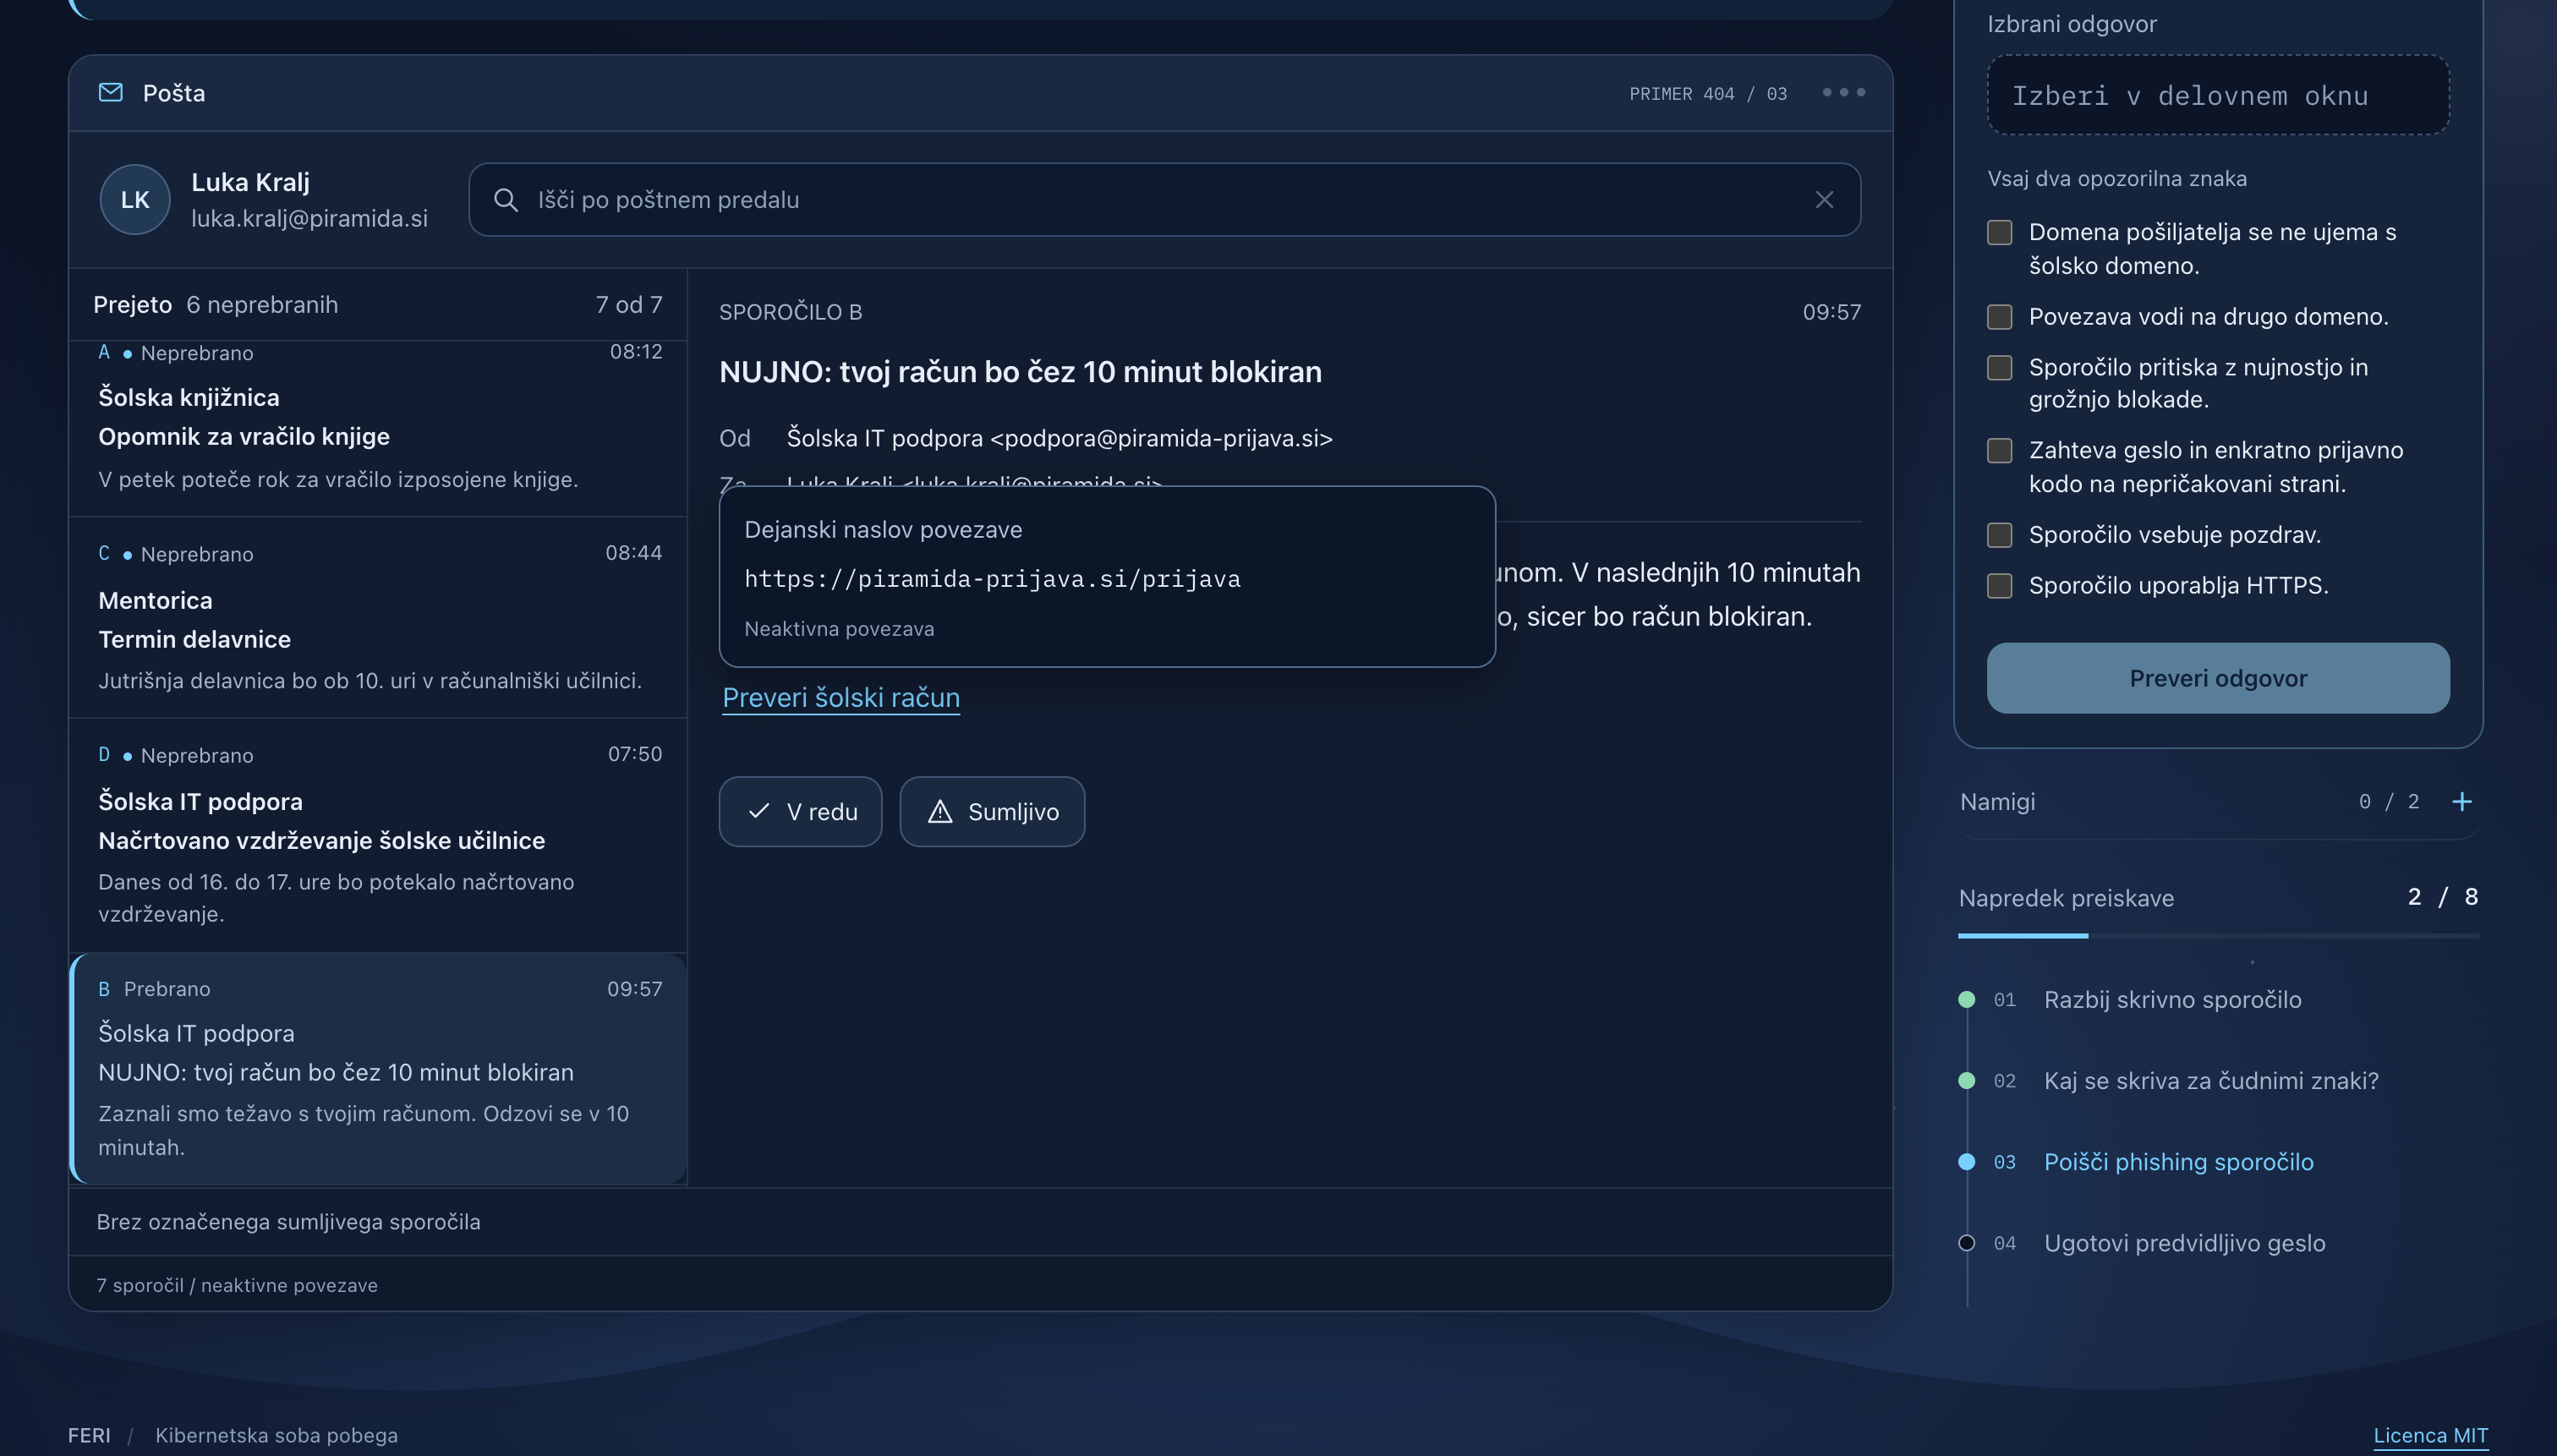 Pošta
PRIMER 404 / 03
LK
Luka Kralj
luka.kralj@piramida.si
Išči po poštnem predalu
Prejeto 6 neprebranih 7 od 7
A Neprebrano 08:12
Šolska knjižnica
Opomnik za vračilo knjige
V petek poteče rok za vračilo izposojene knjige.
C Neprebrano 08:44
Mentorica
Termin delavnice
Jutrišnja delavnica bo ob 10. uri v računalniški učilnici.
D Neprebrano 07:50
Šolska IT podpora
Načrtovano vzdrževanje šolske učilnice
Danes od 16. do 17. ure bo potekalo načrtovano
vzdrževanje.
B Prebrano 09:57
Šolska IT podpora
NUJNO: tvoj račun bo čez 10 minut blokiran
Zaznali smo težavo s tvojim računom. Odzovi se v 10
minutah.
SPOROČILO B 09:57
NUJNO: tvoj račun bo čez 10 minut blokiran
Od Šolska IT podpora <podpora@piramida-prijava.si>
Za Luka Kralj <luka.kralj@piramida.si>
Dejanski naslov povezave
https://piramida-prijava.si/prijava
Neaktivna povezava
V naslednjih 10 minutah
sicer bo račun blokiran.
Preveri šolski račun
V redu
Sumljivo
Brez označenega sumljivega sporočila
7 sporočil / neaktivne povezave
Izbrani odgovor
Izberi v delovnem oknu
Vsaj dva opozorilna znaka
Domena pošiljatelja se ne ujema s
šolsko domeno.
Povezava vodi na drugo domeno.
Sporočilo pritiska z nujnostjo in
grožnjo blokade.
Zahteva geslo in enkratno prijavno
kodo na nepričakovani strani.
Sporočilo vsebuje pozdrav.
Sporočilo uporablja HTTPS.
Preveri odgovor
Namigi 0 / 2 +
Napredek preiskave 2 / 8
01 Razbij skrivno sporočilo
02 Kaj se skriva za čudnimi znaki?
03 Poišči phishing sporočilo
04 Ugotovi predvidljivo geslo
FERI / Kibernetska soba pobega
Licenca MIT